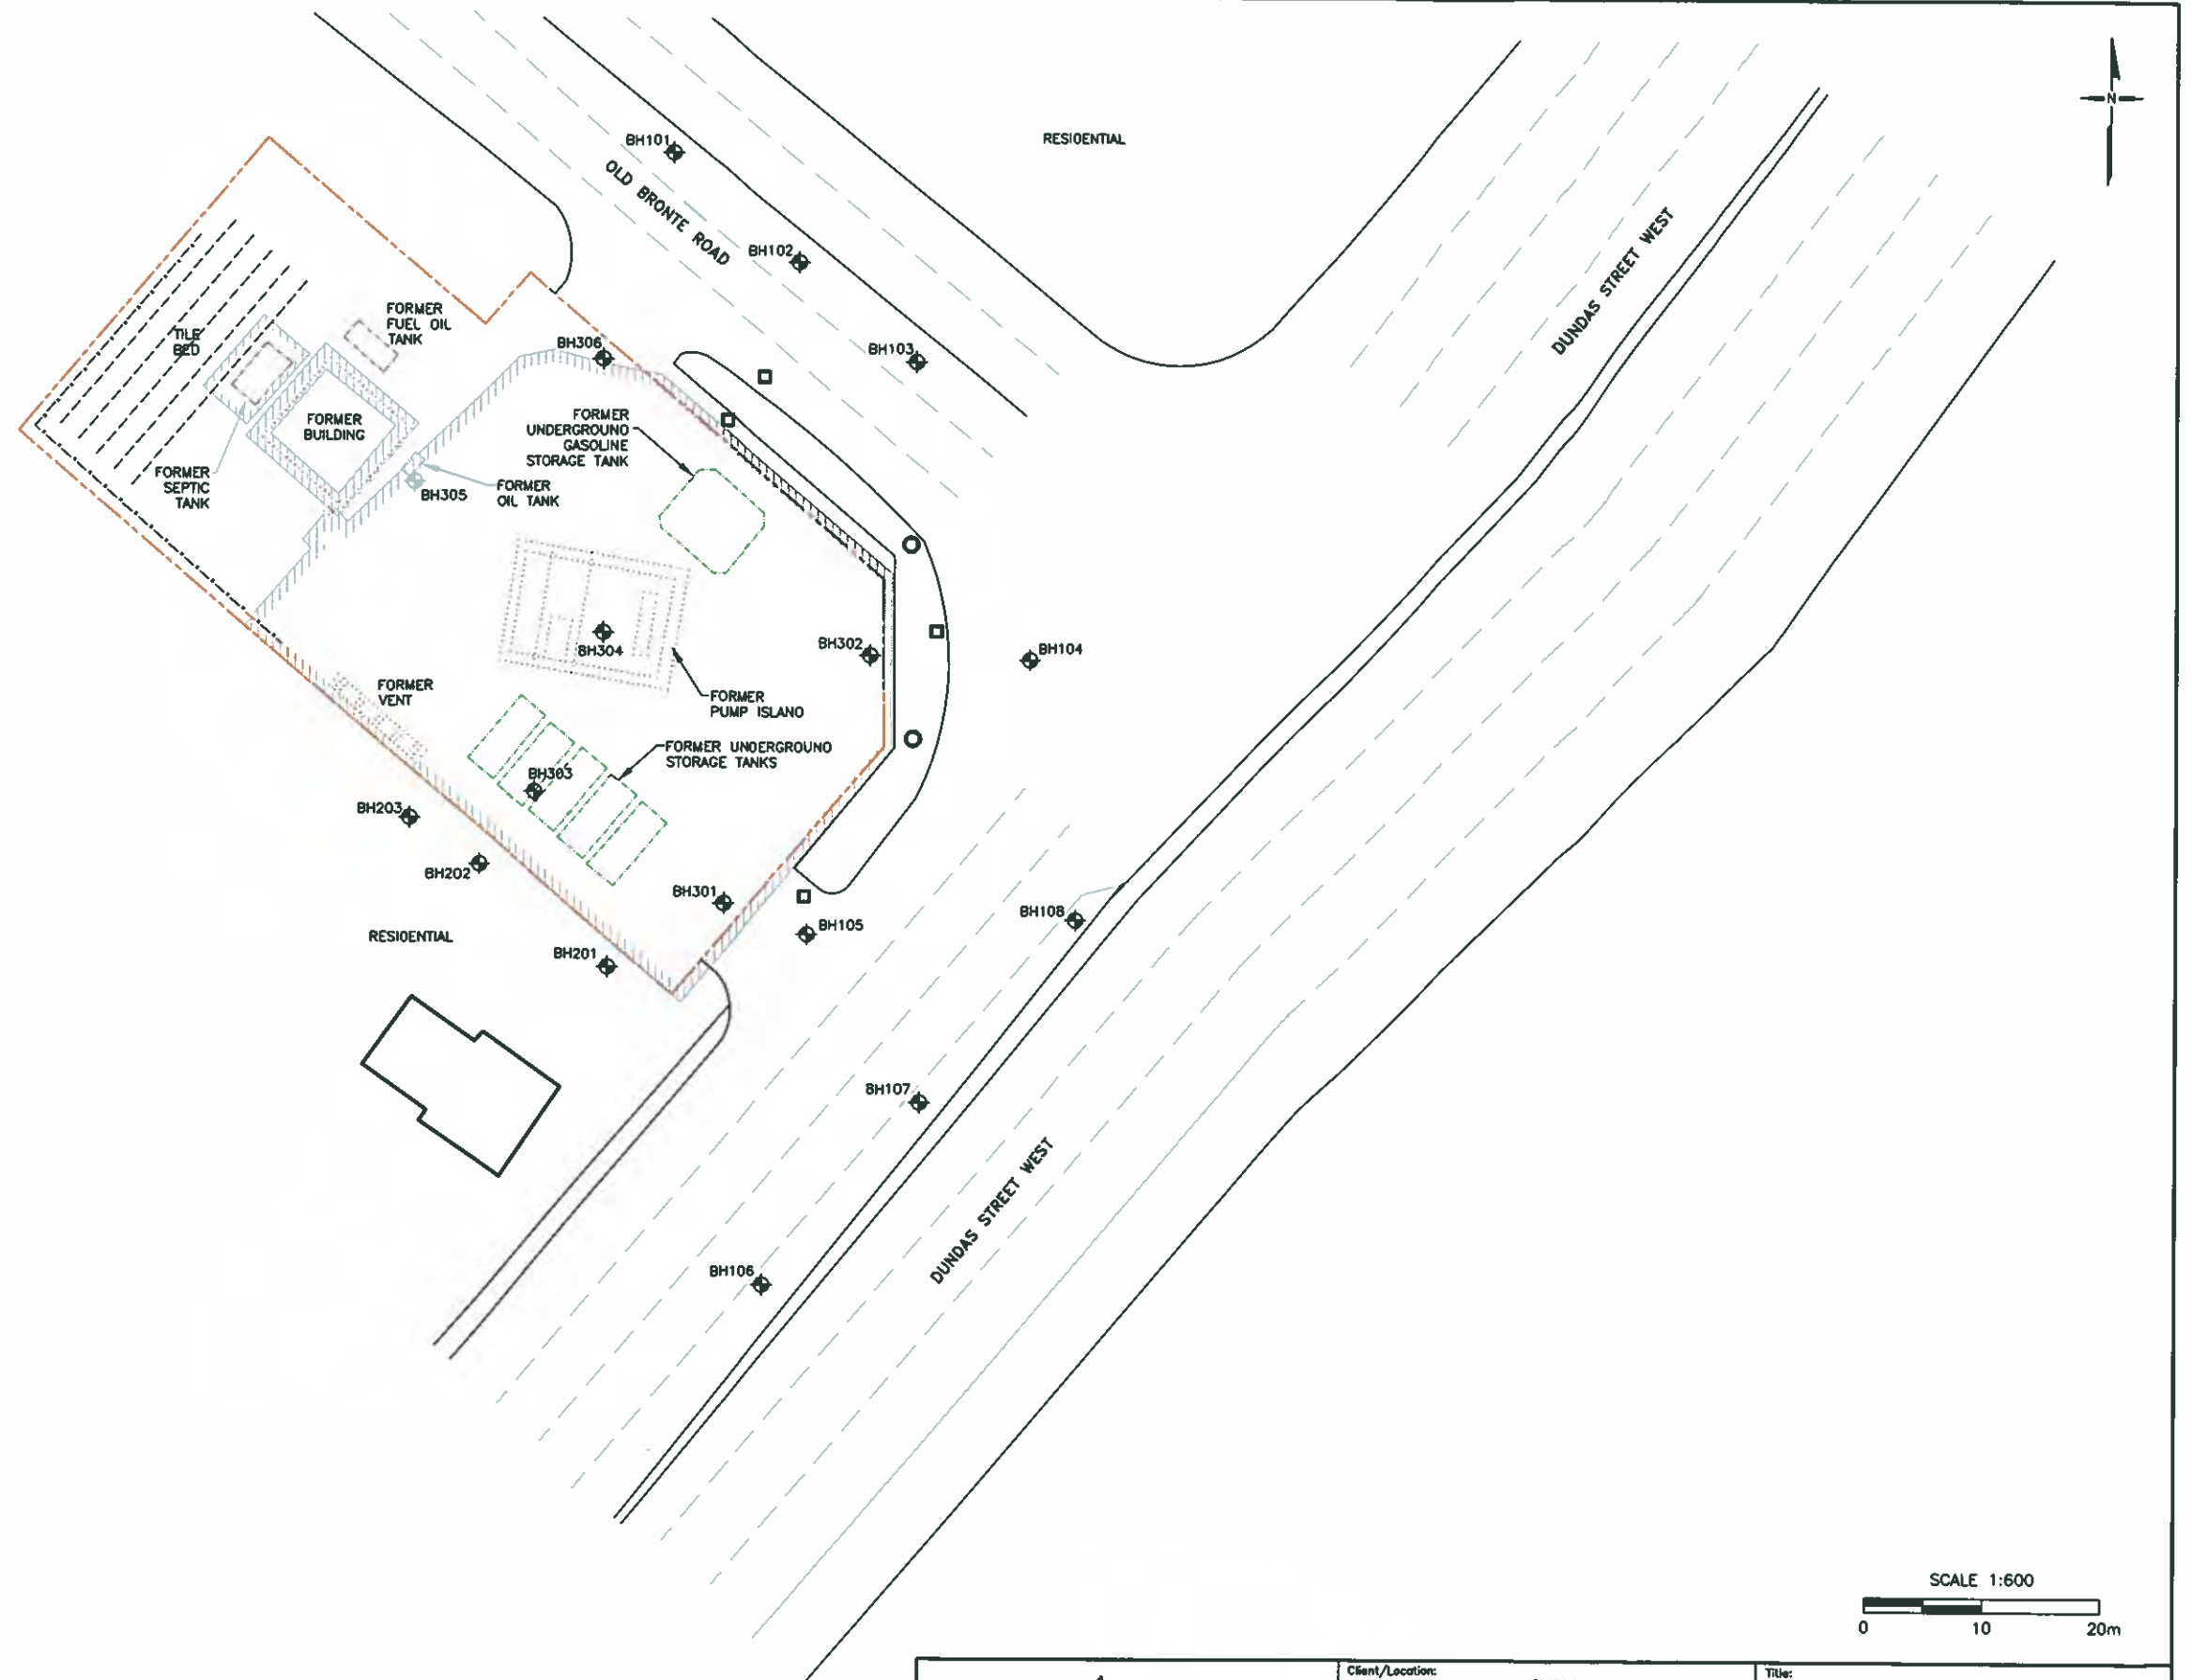 N
RESIDENTIAL
BH101
OLD BRONTE ROAD
BH102
DUNDAS STREET WEST
FORMER
FUEL OIL
TANK
TILE
BED
BH306
BH103
FORMER
BUILDING
FORMER
UNDERGROUND
GASOLINE
STORAGE TANK
FORMER
SEPTIC
TANK
BH305
FORMER
OIL TANK
BH304
BH302
BH104
FORMER
VENT
FORMER
PUMP ISLAND
FORMER UNDERGROUND
STORAGE TANKS
BH303
BH203
BH202
BH301
BH105
BH108
RESIDENTIAL
BH201
BH107
DUNDAS STREET WEST
BH106
SCALE 1:600
0 10 20m
Client/Location:
Title: